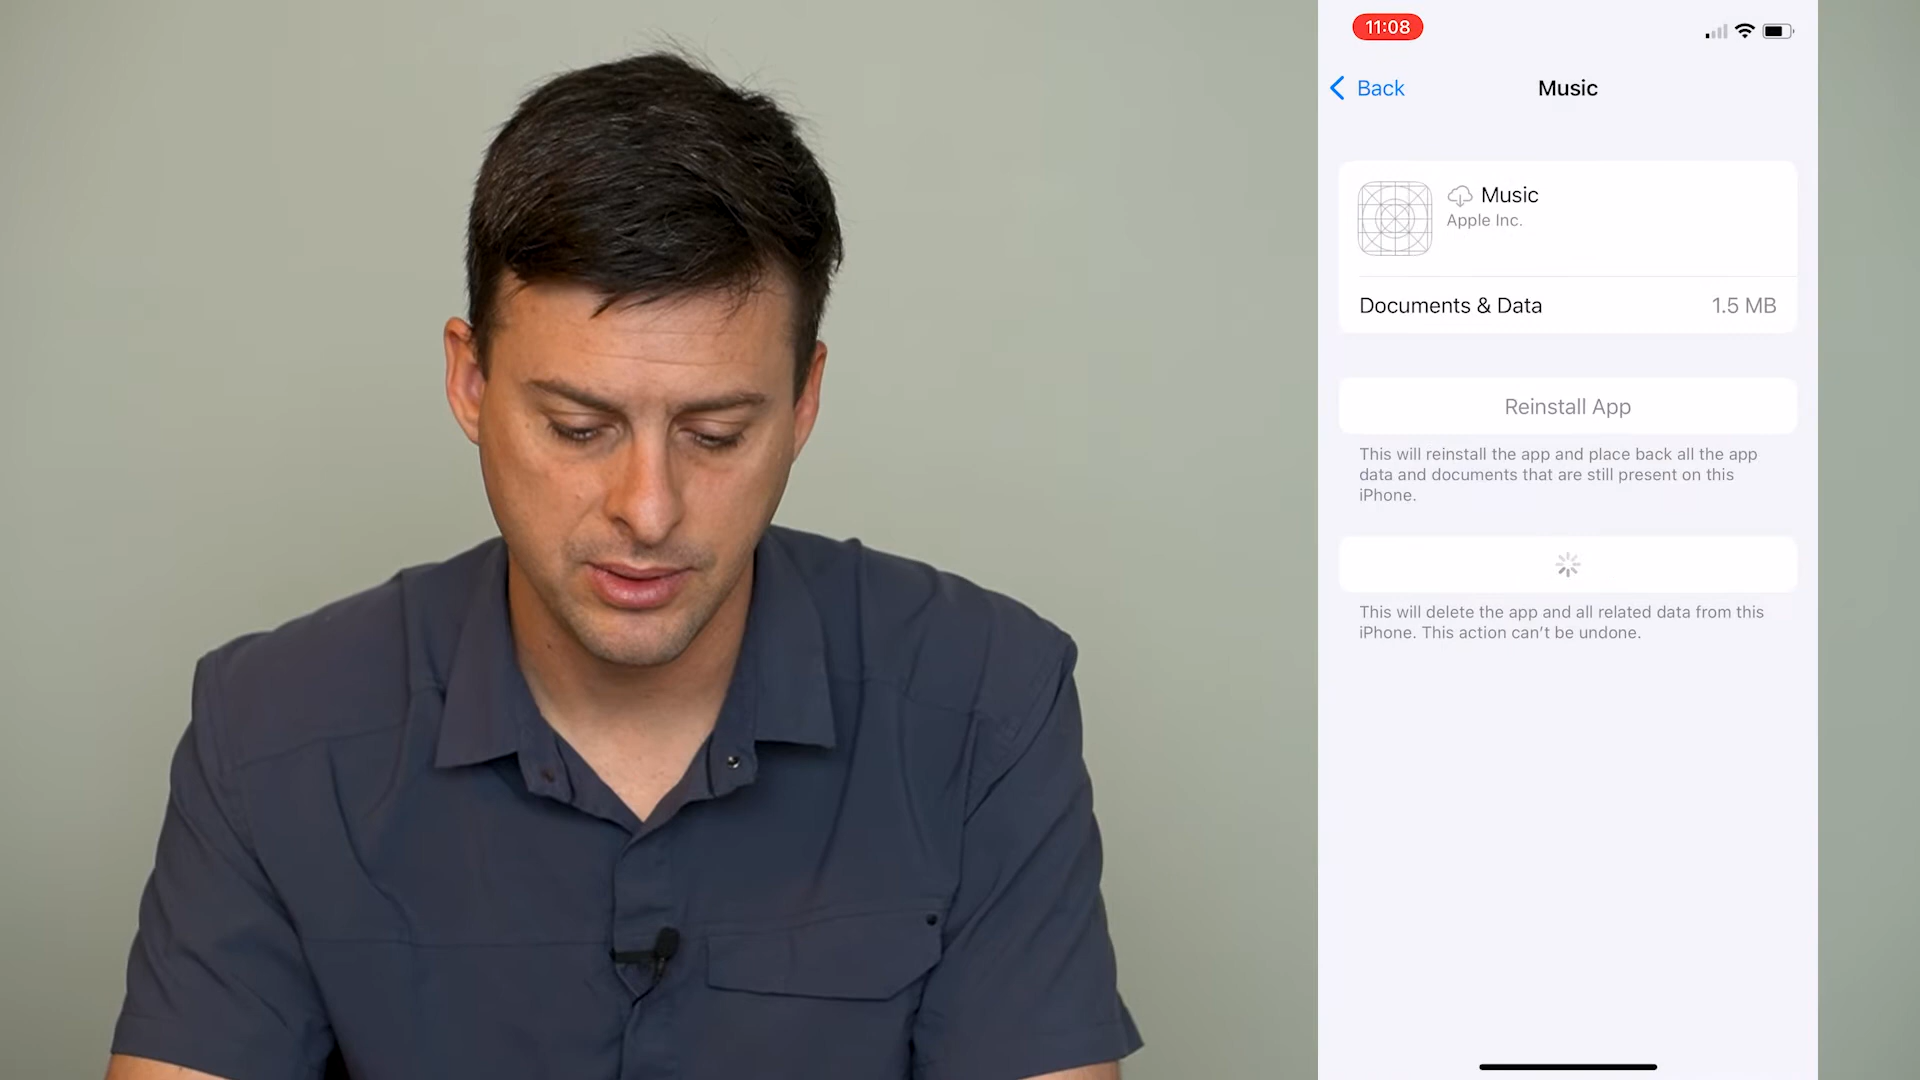 11:08
Back
Music
Music
Apple Inc.
Documents & Data
1.5 MB
Reinstall App
This will reinstall the app and place back all the app
data and documents that are still present on this
iPhone.
This will delete the app and all related data from this
iPhone. This action can't be undone.